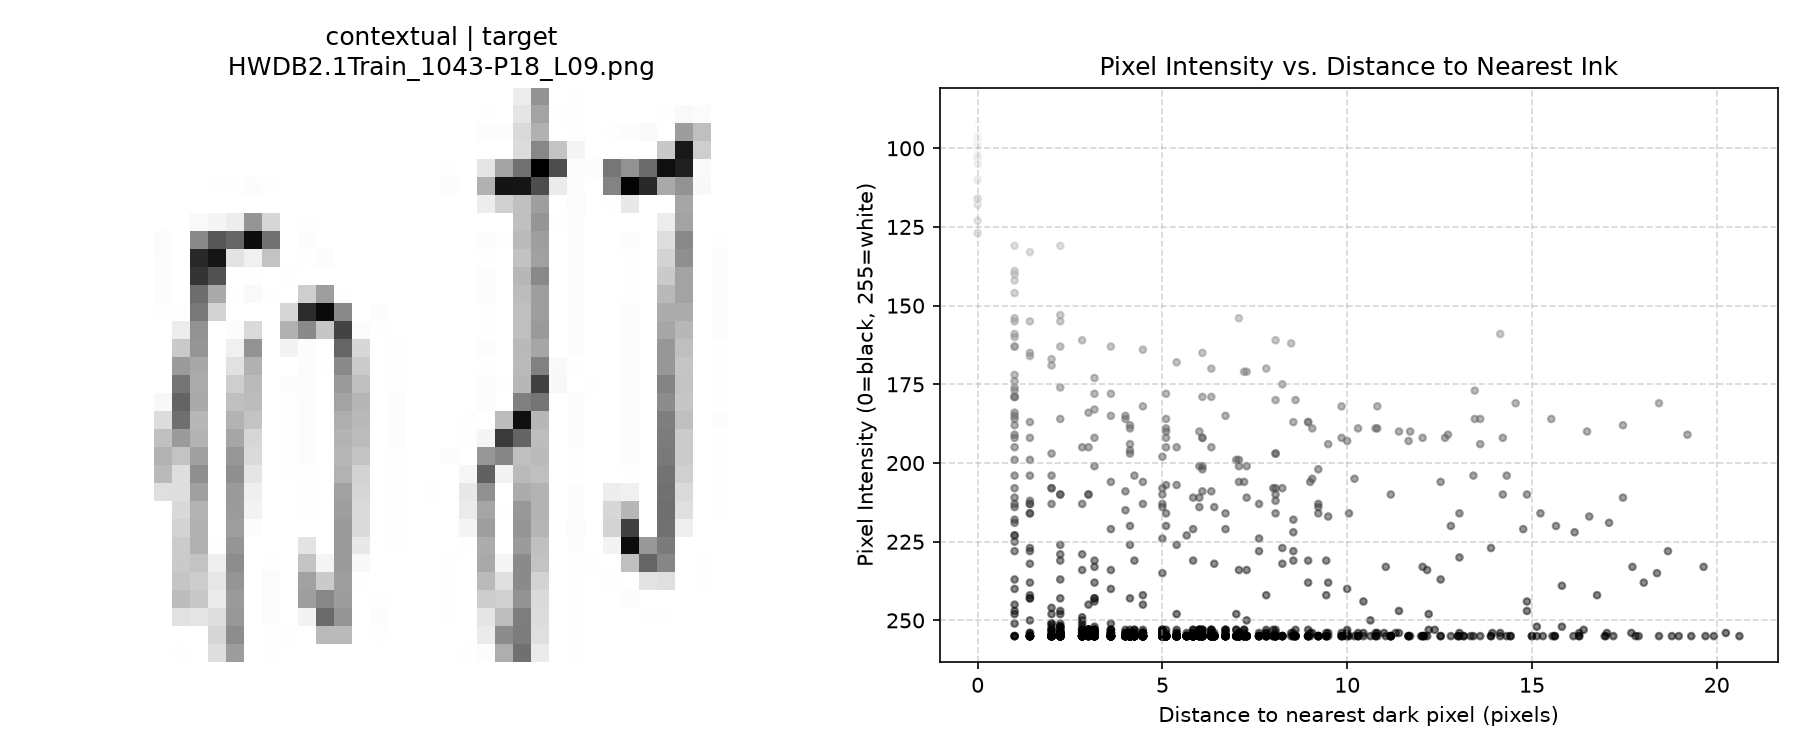 contextual | target
HWDB2.1Train_1043-P18_L09.png
Pixel Intensity vs. Distance to Nearest Ink
Pixel Intensity (0=black, 255=white)
100
125
150
175
200
225
250
0 5 10 15 20
Distance to nearest dark pixel (pixels)